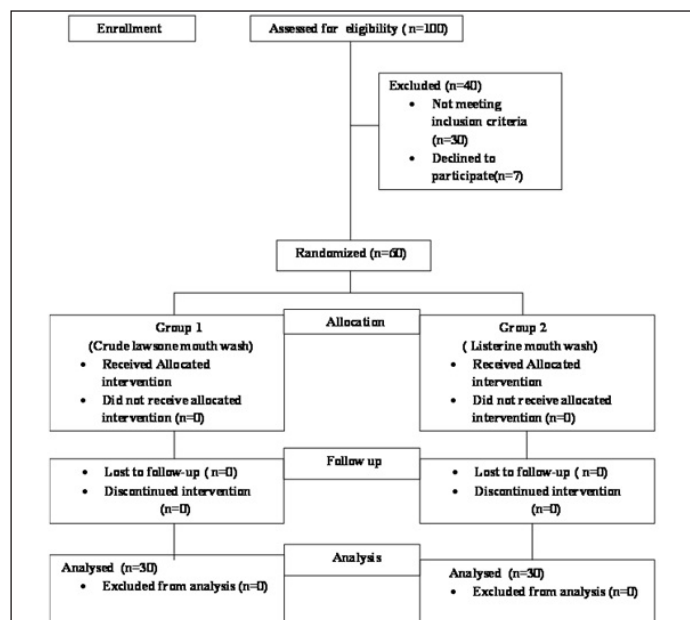 Enrollment
Assessed for eligibility (n=100)
Excluded (n=40)
• Not meeting
inclusion criteria
(n=30)
• Declined to
participate(n=7)
Randomized (n=60)
Allocation
Group 1
(Crude lawsone mouth wash)
• Received Allocated
intervention
• Did not receive allocated
intervention (n=0)
Group 2
( Listerine mouth wash)
• Received Allocated
intervention
• Did not receive allocated
intervention (n=0)
Follow up
• Lost to follow-up ( n=0)
• Discontinued intervention
(n=0)
• Lost to follow-up (n=0)
• Discontinued intervention
(n=0)
Analysis
Analysed (n=30)
• Excluded from analysis (n=0)
Analysed (n=30)
• Excluded from analysis (n=0)